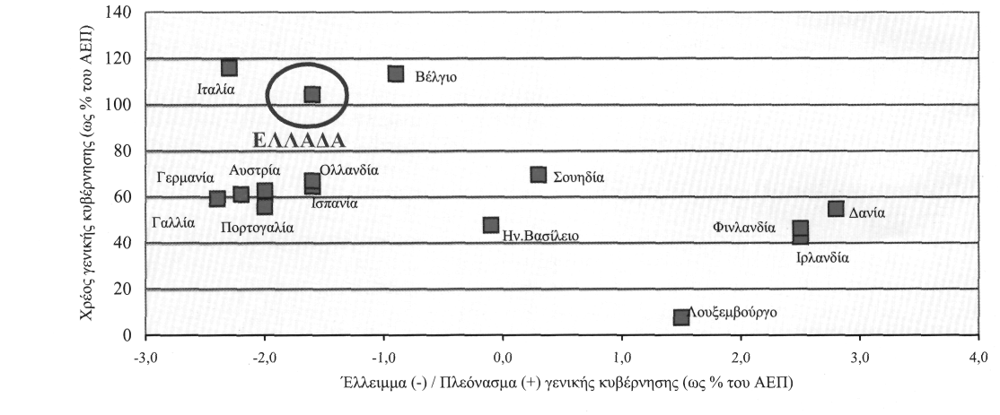 Χρέος γενικής κυβέρνησης (ως % του ΑΕΠ)
140
120
100
80
60
40
20
0
Ιταλία
Βέλγιο
ΕΛΛΑΔΑ
Γερμανία
Αυστρία
Ολλανδία
Ισπανία
Σουηδία
Γαλλία
Πορτογαλία
Ην.Βασίλειο
Φινλανδία
Δανία
Ιρλανδία
Λουξεμβούργο
-3,0 -2,0 -1,0 0,0 1,0 2,0 3,0 4,0
Έλλειμμα (-) / Πλεόνασμα (+) γενικής κυβέρνησης (ως % του ΑΕΠ)